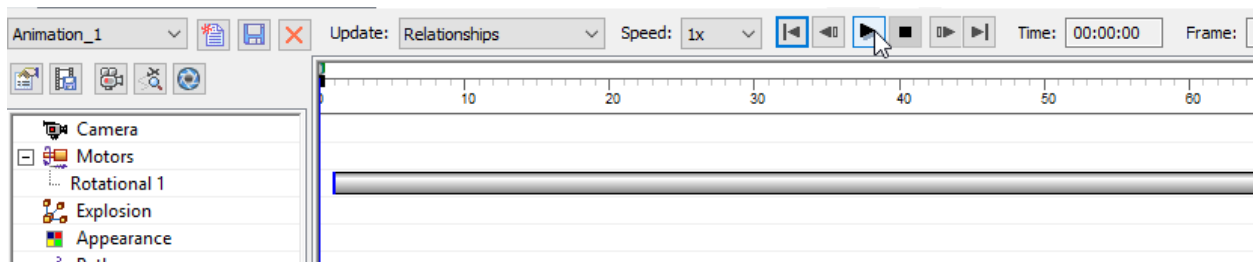 Animation_1 Update: Relationships Speed: 1x Time: 00:00:00 Frame:
10 20 30 40 50 60
Camera
Motors
Rotational 1
Explosion
Appearance